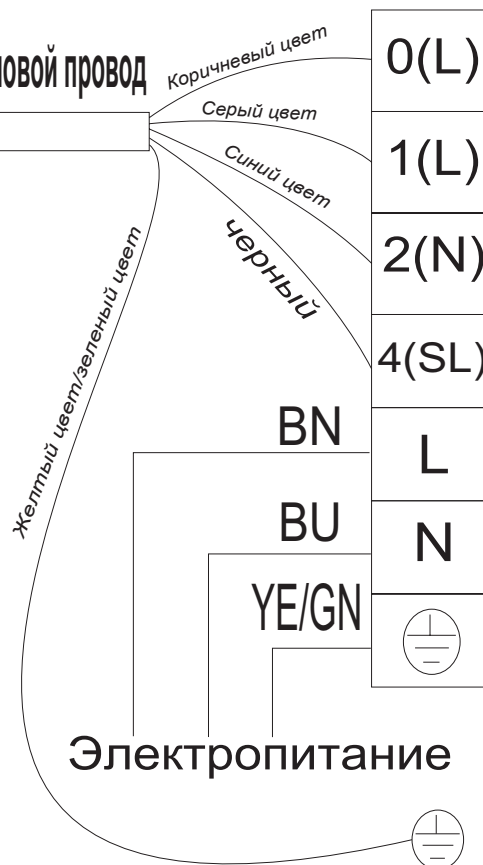 провод
Коричневый цвет
0(L)
Серый цвет
1(L)
Синий цвет
2(N)
черный
4(SL)
Желтый цвет/зеленый цвет
BN
L
BU
N
YE/GN
Электропитание